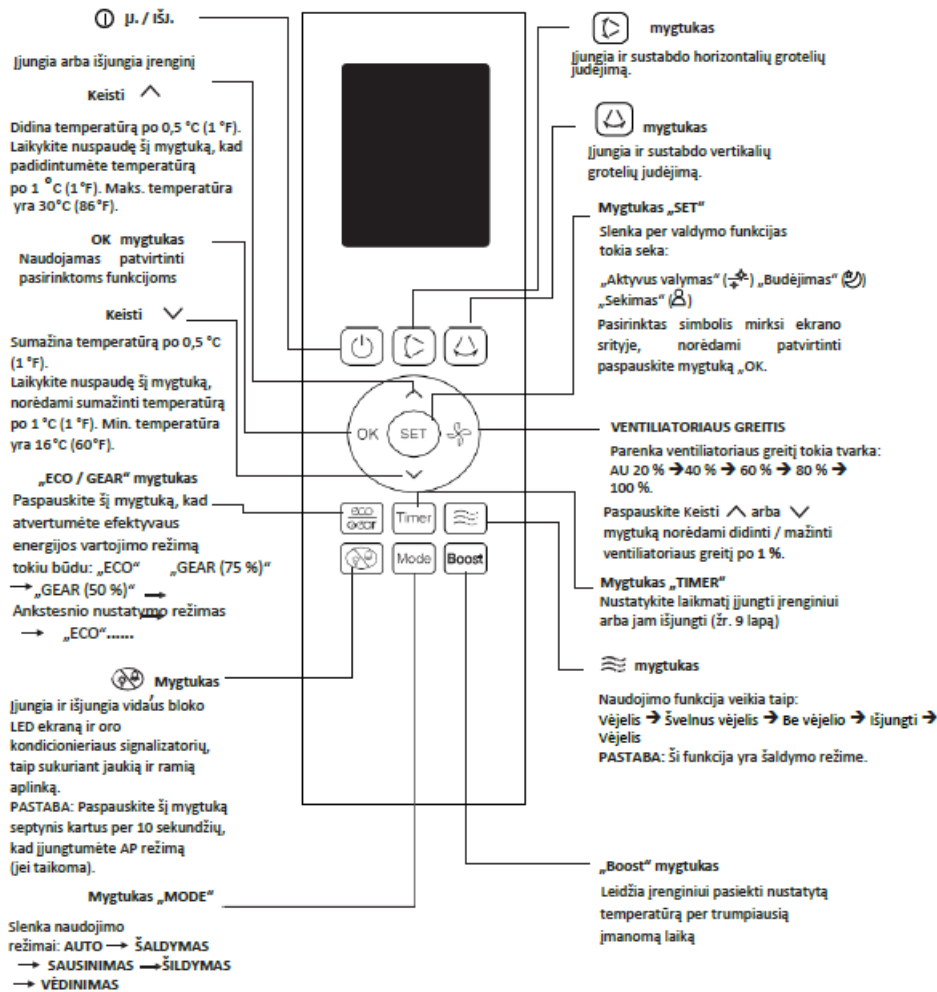 Į. / IŠJ.
Įjungia arba išjungia įrenginį
Keisti
Didina temperatūrą po 0,5 °C (1 °F).
Laikykite nuspaudę šį mygtuką, kad
padidintumėte temperatūrą
po 1 °C (1°F). Maks. temperatūra
yra 30°C (86°F).
OK mygtukas
Naudojamas patvirtinti
pasirinktoms funkcijoms
Keisti
Sumažina temperatūrą po 0,5 °C
(1 °F).
Laikykite nuspaudę šį mygtuką,
norėdami sumažinti temperatūrą
po 1 °C (1 °F). Min. temperatūra
yra 16°C (60°F).
„ECO / GEAR" mygtukas
Paspauskite šį mygtuką, kad
atvertumėte efektyvaus
energijos vartojimo režimą
tokiu būdu: „ECO" „GEAR (75 %)"
→ „GEAR (50 %)" →
Ankstesnio nustatymo režimas
→ „ECO"......
Mygtukas
Įjungia ir išjungia vidaus bloko
LED ekraną ir oro
kondicionieriaus signalizatorių,
taip sukuriant jaukią ir ramią
aplinką.
PASTABA: Paspauskite šį mygtuką
septynis kartus per 10 sekundžių,
kad įjungtumėte AP režimą
(jei taikoma).
Mygtukas „MODE"
Slenka naudojimo
režimai: AUTO → ŠALDYMAS
→ SAUSINIMAS → ŠILDYMAS
→ VĖDINIMAS
OK
SET
eco
gear
Timer
Mode
Boost
mygtukas
Įjungia ir sustabdo horizontalių grotelių
judėjimą.
mygtukas
Įjungia ir sustabdo vertikalių
grotelių judėjimą.
Mygtukas „SET"
Slenka per valdymo funkcijas
tokia seka:
„Aktyvus valymas" ( ) „Budėjimas" ( )
„Sekimas" ( )
Pasirinktas simbolis mirksi ekrano
srityje, norėdami patvirtinti
paspauskite mygtuką „OK.
VENTILIATORIAUS GREITIS
Parenka ventiliatoriaus greitį tokia tvarka:
AU 20 % → 40 % → 60 % → 80 % →
100 %.
Paspauskite Keisti arba
mygtuką norėdami didinti / mažinti
ventiliatoriaus greitį po 1 %.
Mygtukas „TIMER"
Nustatykite laikmatį įjungti įrenginiui
arba jam išjungti (žr. 9 lapą)
mygtukas
Naudojimo funkcija veikia taip:
Vėjelis → Švelnus vėjelis → Be vėjelio → Išjungti →
Vėjelis
PASTABA: Ši funkcija yra šaldymo režime.
„Boost" mygtukas
Leidžia įrenginiui pasiekti nustatytą
temperatūrą per trumpiausią
įmanomą laiką